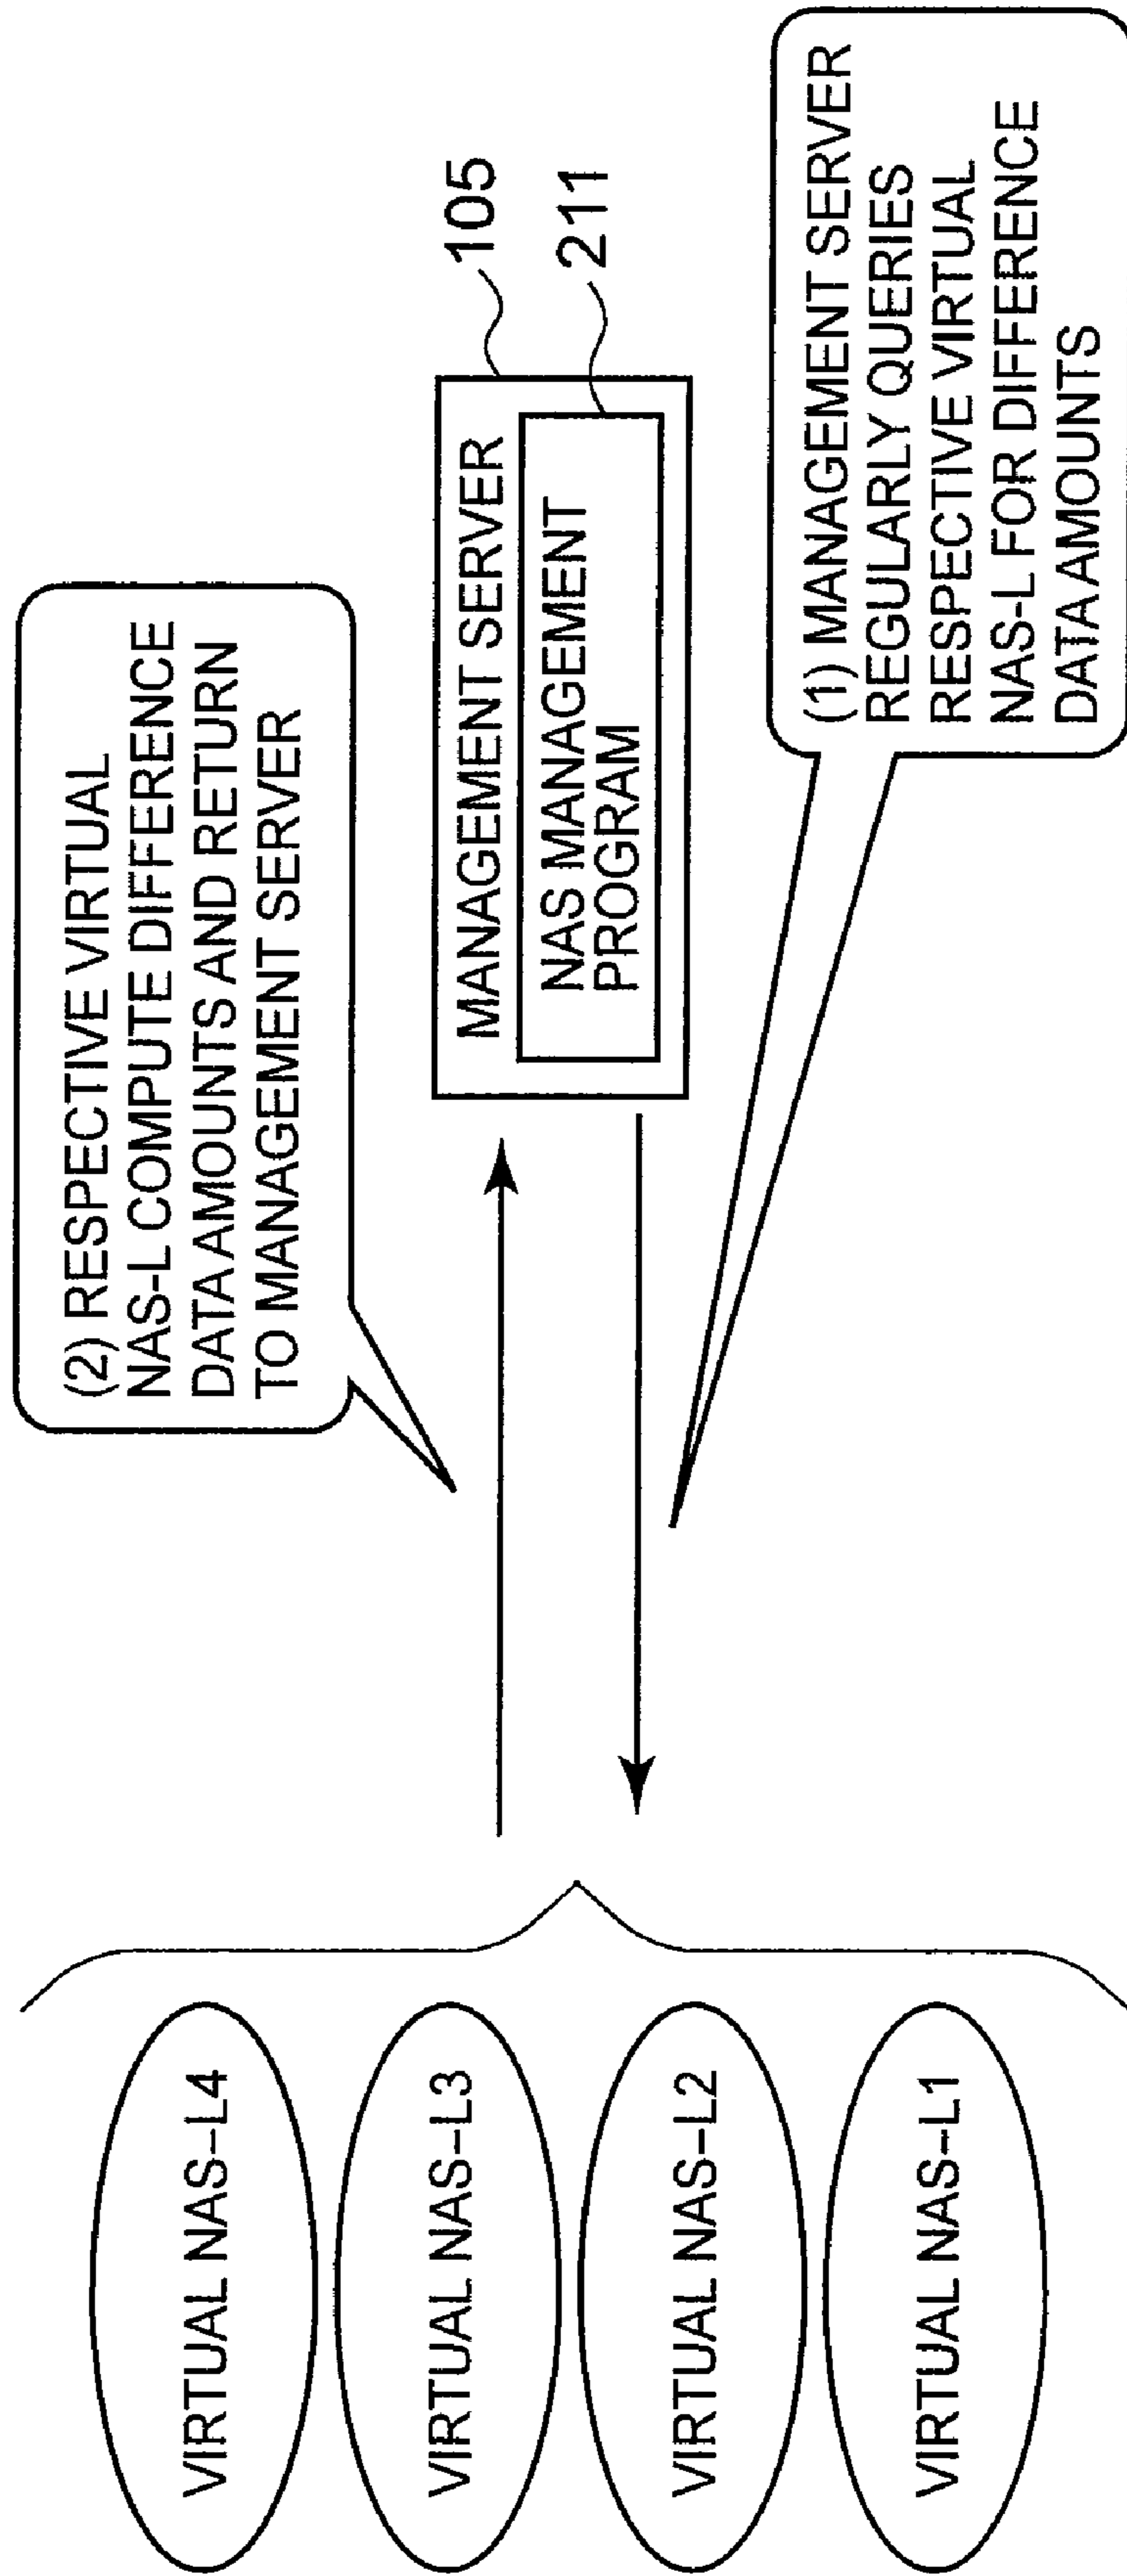 (2) RESPECTIVE VIRTUAL
NAS-L COMPUTE DIFFERENCE
DATA AMOUNTS AND RETURN
TO MANAGEMENT SERVER
VIRTUAL NAS–L4
VIRTUAL NAS–L3
VIRTUAL NAS–L2
VIRTUAL NAS–L1
MANAGEMENT SERVER
NAS MANAGEMENT
PROGRAM
105
211
(1) MANAGEMENT SERVER
REGULARLY QUERIES
RESPECTIVE VIRTUAL
NAS-L FOR DIFFERENCE
DATA AMOUNTS